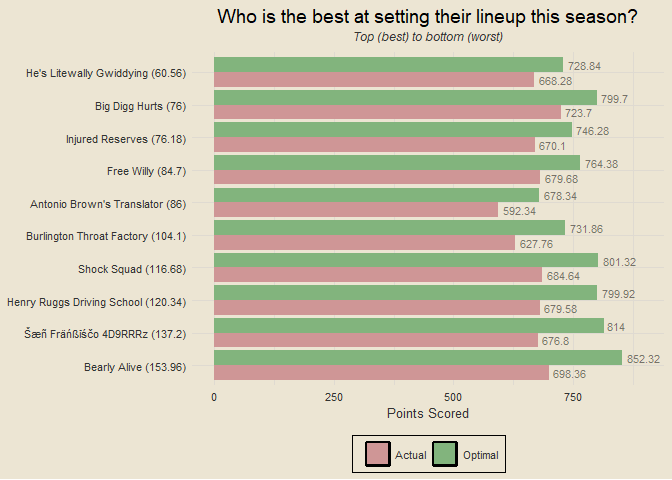 Who is the best at setting their lineup this season?
Top (best) to bottom (worst)
He's Litewally Gwiddying (60.56)
728.84
668.28
Big Digg Hurts (76)
799.7
723.7
Injured Reserves (76.18)
746.28
670.1
Free Willy (84.7)
764.38
679.68
Antonio Brown's Translator (86)
678.34
592.34
Burlington Throat Factory (104.1)
731.86
627.76
Shock Squad (116.68)
801.32
684.64
Henry Ruggs Driving School (120.34)
799.92
679.58
Šæñ Fráńßïščo 4D9RRRz (137.2)
814
676.8
Bearly Alive (153.96)
852.32
698.36
0 250 500 750
Points Scored
Actual Optimal